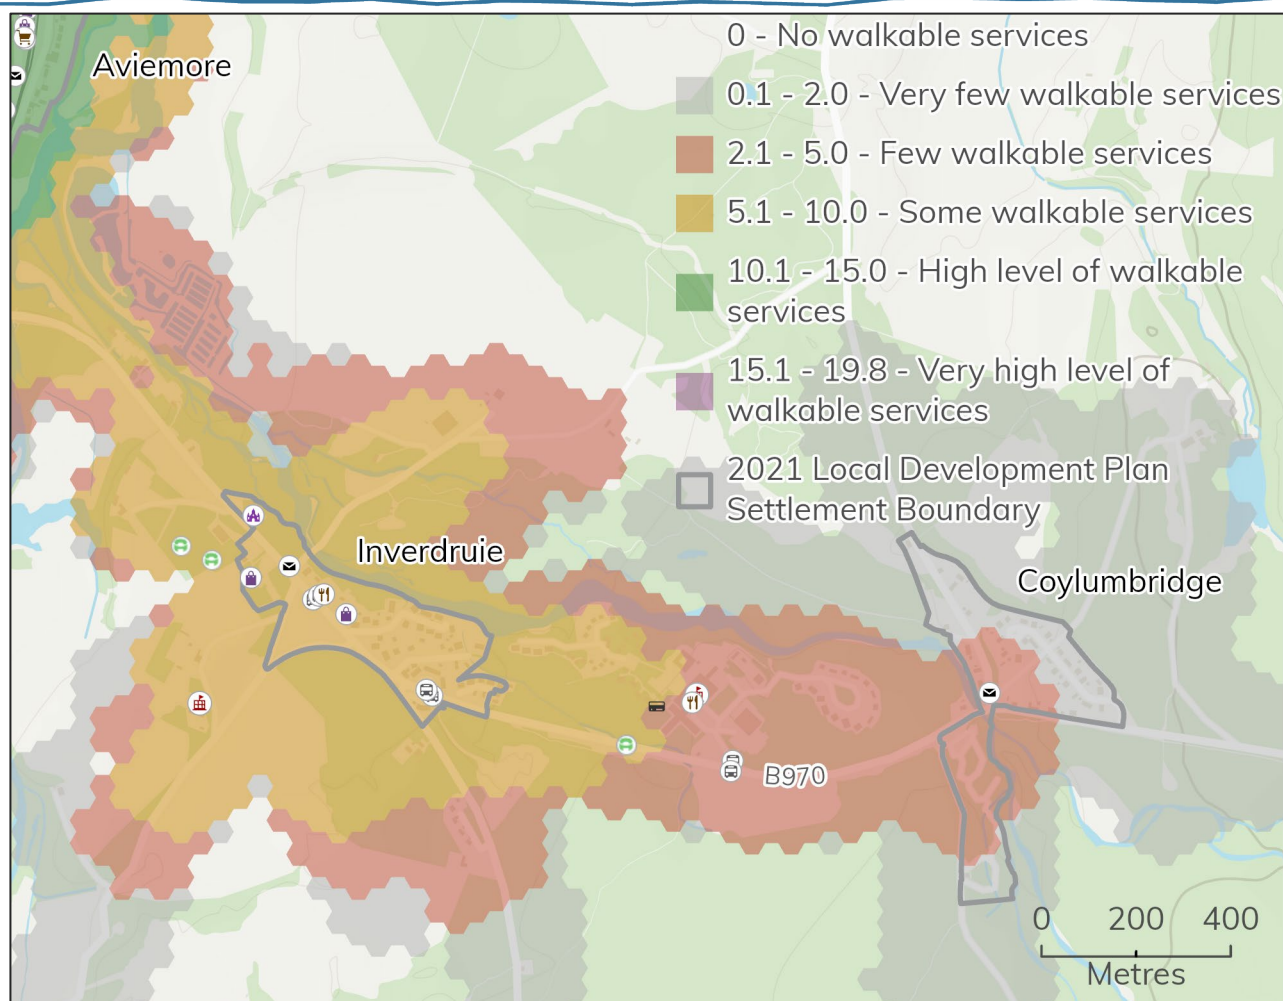 0 - No walkable services
Aviemore
0.1 - 2.0 - Very few walkable services
2.1 - 5.0 - Few walkable services
5.1 - 10.0 - Some walkable services
10.1 - 15.0 - High level of walkable
services
15.1 - 19.8 - Very high level of
walkable services
2021 Local Development Plan
Settlement Boundary
Inverdruie
Coylumbridge
B970
0 200 400
Metres